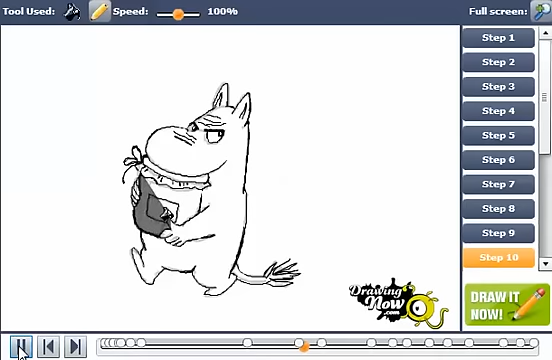 Tool Used: Speed: 100% Full screen:
Step 1
Step 2
Step 3
Step 4
Step 5
Step 6
Step 7
Step 8
Step 9
Step 10
Drawing
Now
.com
DRAW IT
NOW!